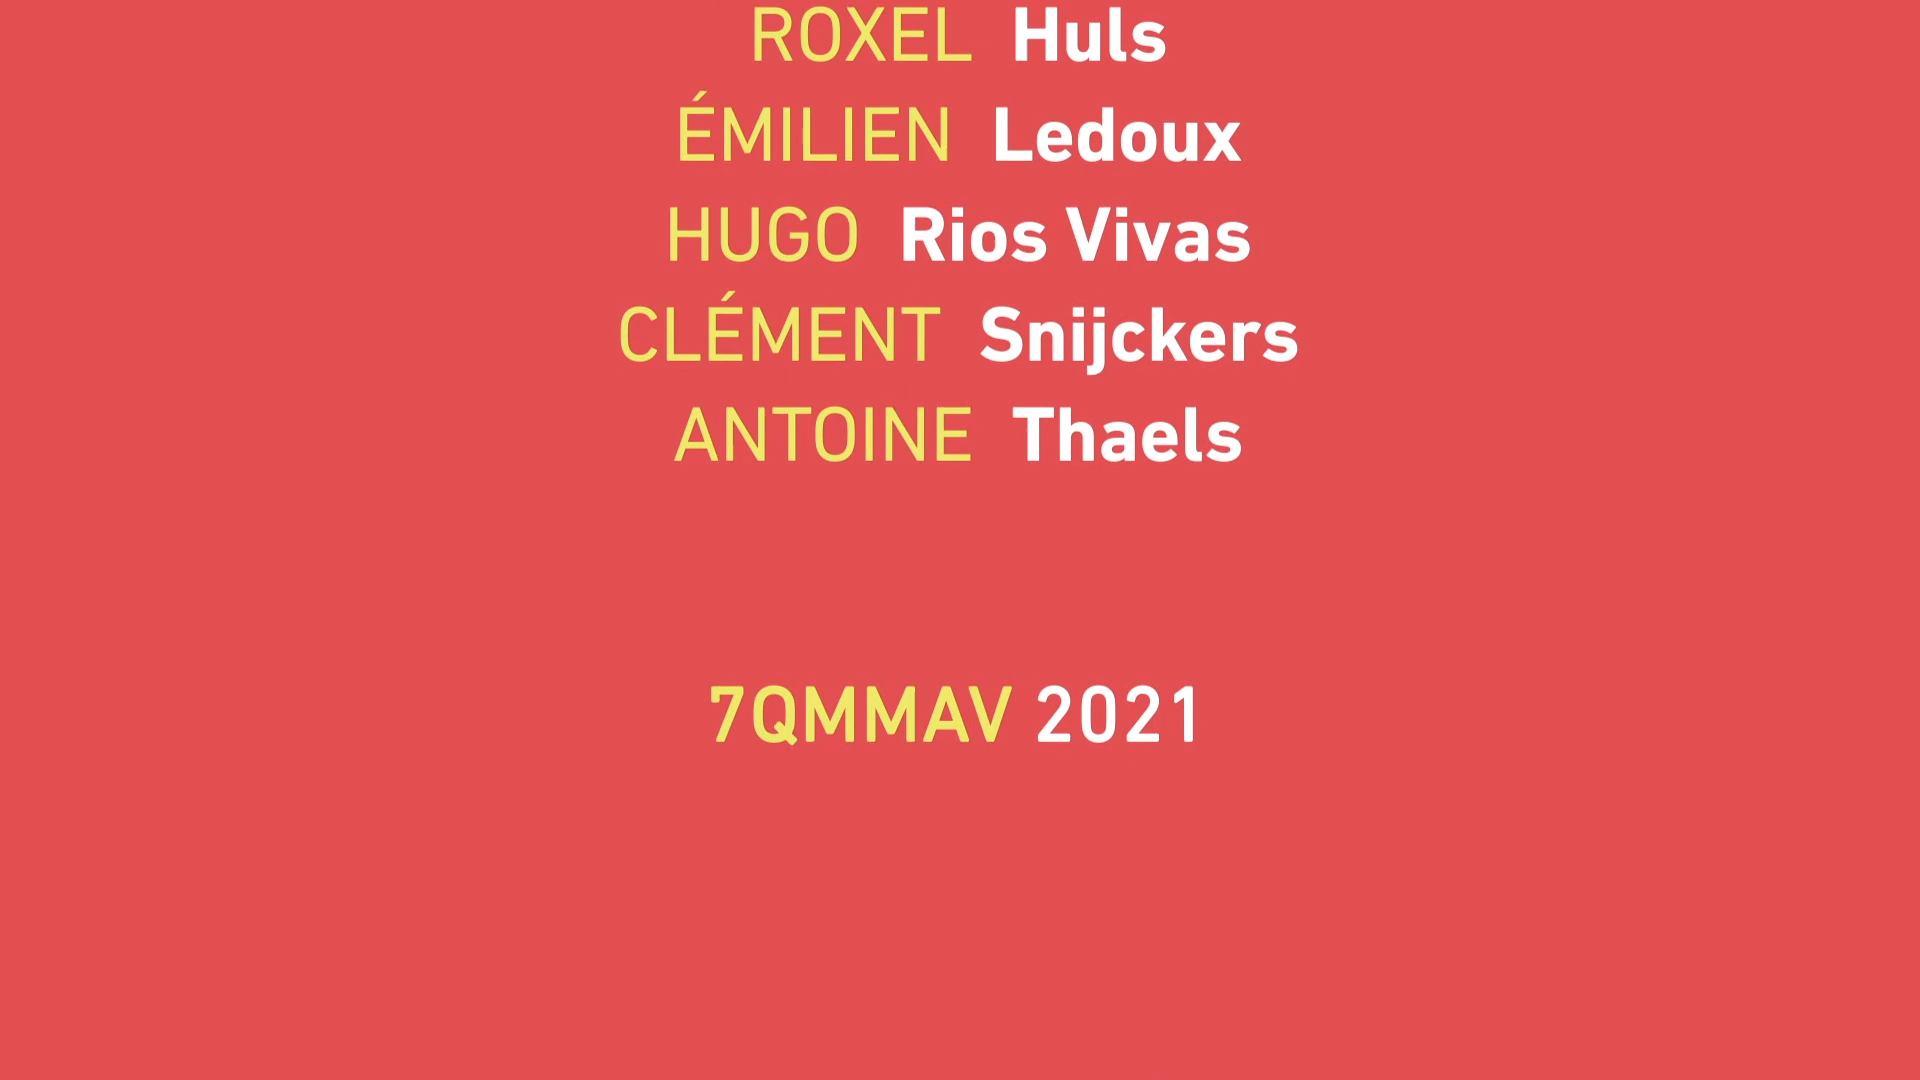 ROXEL Huls
ÉMILIEN Ledoux
HUGO Rios Vivas
CLÉMENT Snijckers
ANTOINE Thaels
7QMMAV 2021